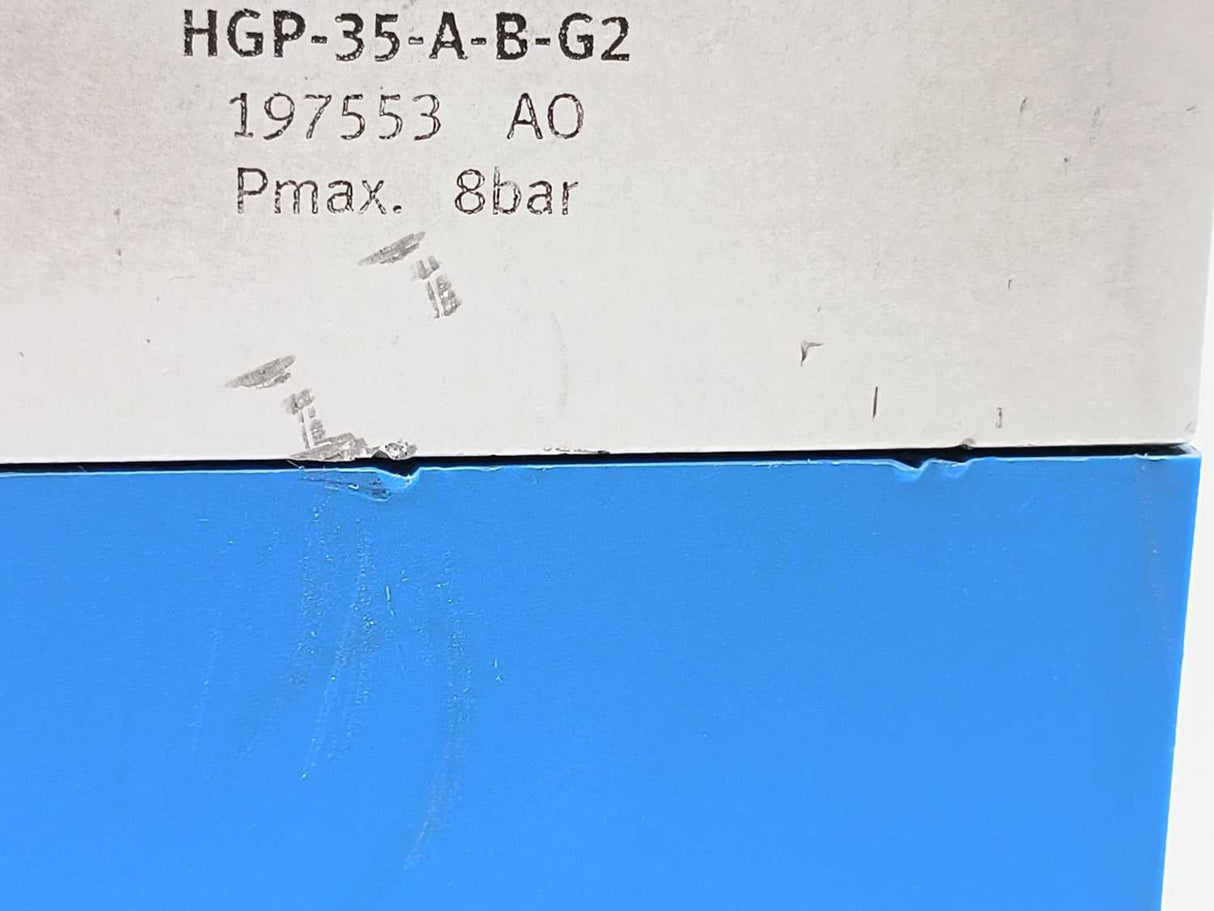 HGP-35-A-B-G2
197553 AO
Pmax. 8bar